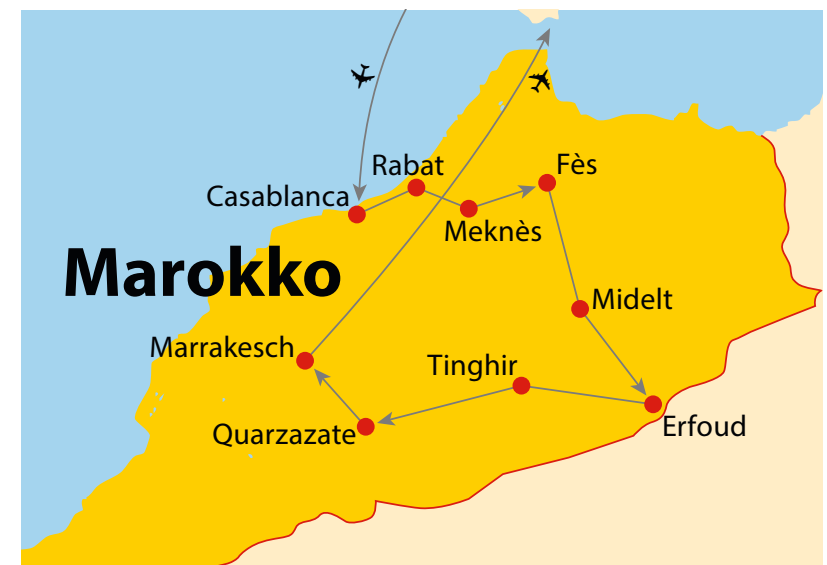 Rabat
Fès
Casablanca
Meknès
Marokko
Midelt
Marrakesch
Tinghir
Quarzazate
Erfoud